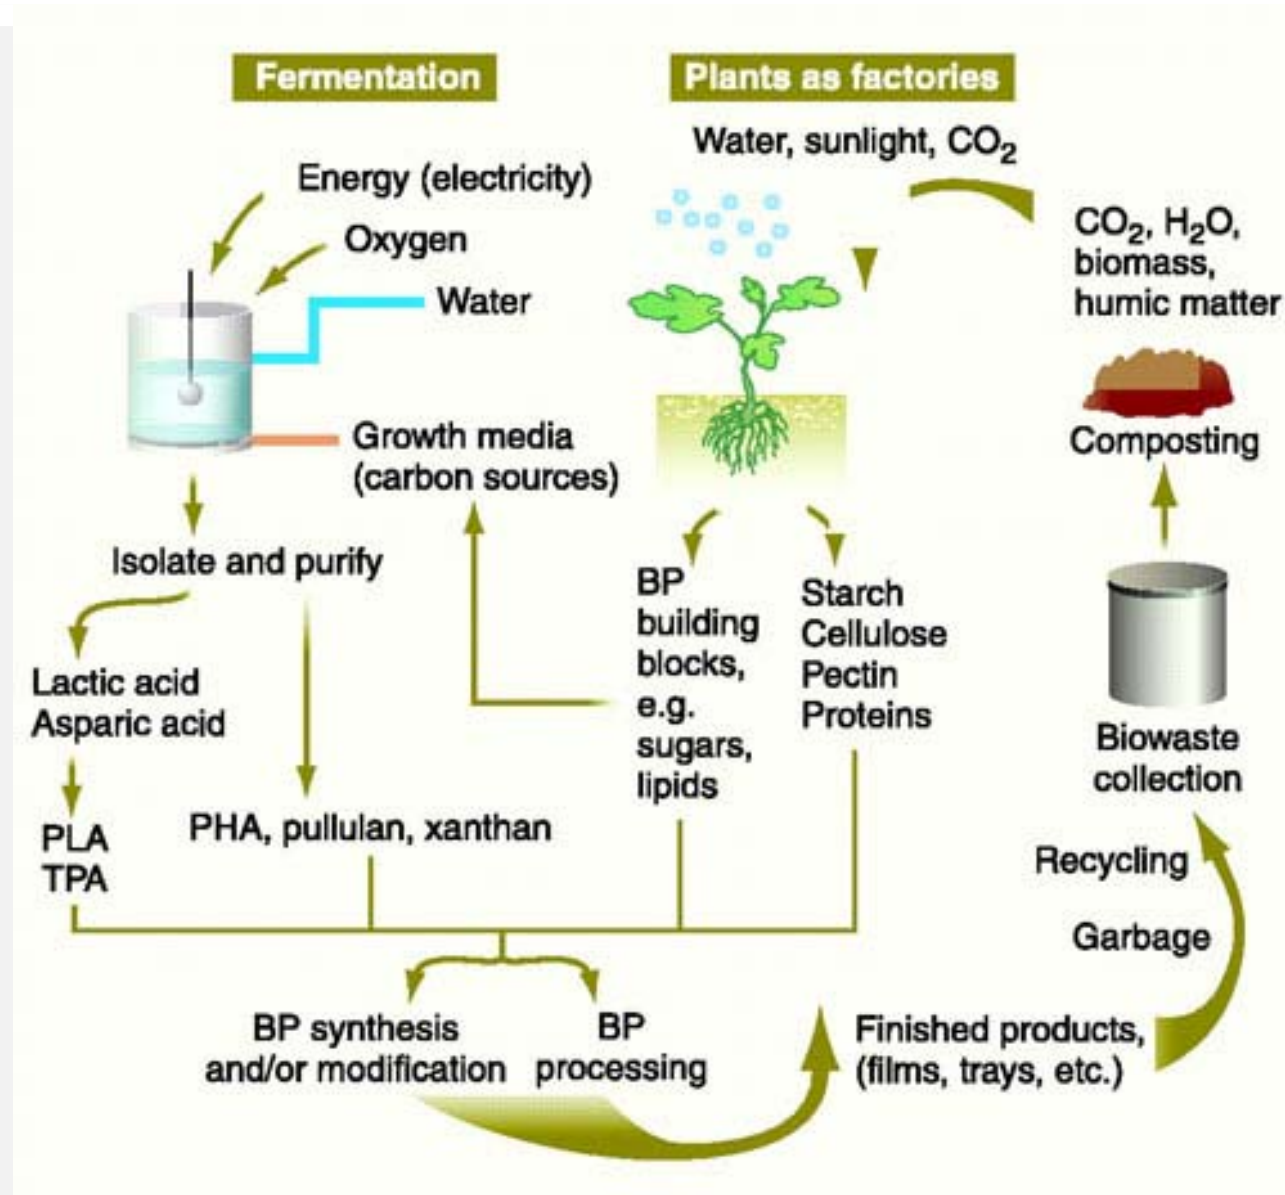 Fermentation
Plants as factories
Water, sunlight, CO₂
Energy (electricity)
Oxygen
Water
Growth media
(carbon sources)
CO₂, H₂O,
biomass,
humic matter
Composting
Isolate and purify
Lactic acid
Asparic acid
PLA
TPA
PHA, pullulan, xanthan
BP
building
blocks,
e.g.
sugars,
lipids
Starch
Cellulose
Pectin
Proteins
Biowaste
collection
Recycling
Garbage
BP synthesis
and/or modification
BP
processing
Finished products,
(films, trays, etc.)